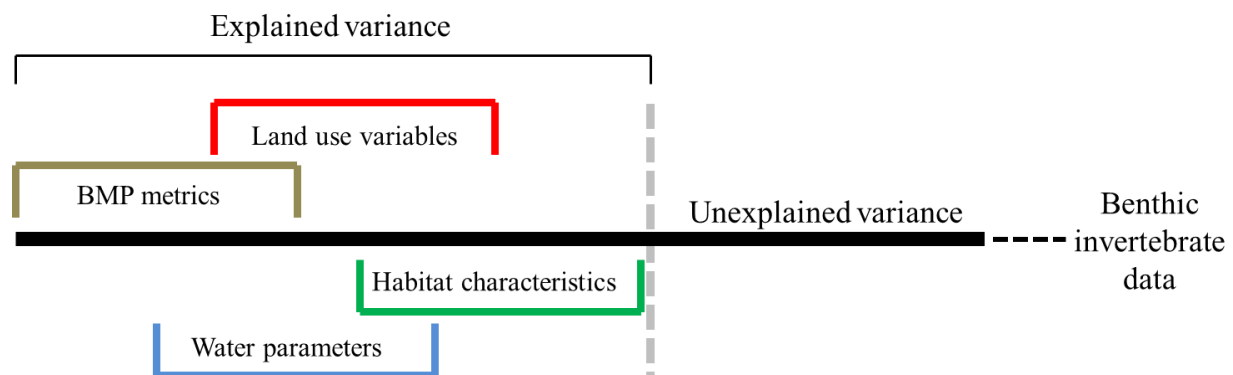 Explained variance
Land use variables
BMP metrics
Unexplained variance
Benthic
invertebrate
data
Habitat characteristics
Water parameters